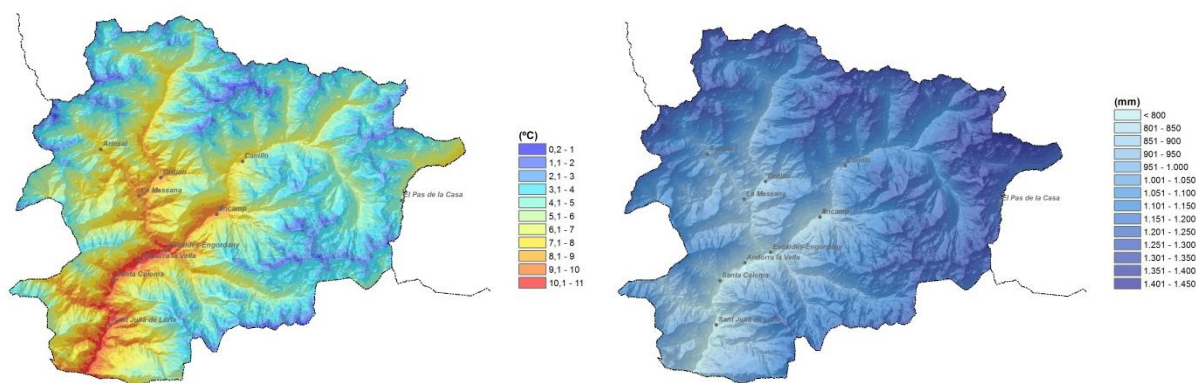 Arinsal
Canillo
Ordino
La Massana
El Pas de la Casa
Encamp
Escaldes-Engordany
Andorra la Vella
Santa Coloma
Sant Julià de Lòria
(ºC)
0,2 - 1
1,1 - 2
2,1 - 3
3,1 - 4
4,1 - 5
5,1 - 6
6,1 - 7
7,1 - 8
8,1 - 9
9,1 - 10
10,1 - 11
Canillo
El Pas de la Casa
Encamp
Escaldes-Engordany
Andorra la Vella
Santa Coloma
Sant Julià de Lòria
(mm)
< 800
801 - 850
851 - 900
901 - 950
951 - 1.000
1.001 - 1.050
1.051 - 1.100
1.101 - 1.150
1.151 - 1.200
1.201 - 1.250
1.251 - 1.300
1.301 - 1.350
1.351 - 1.400
1.401 - 1.450